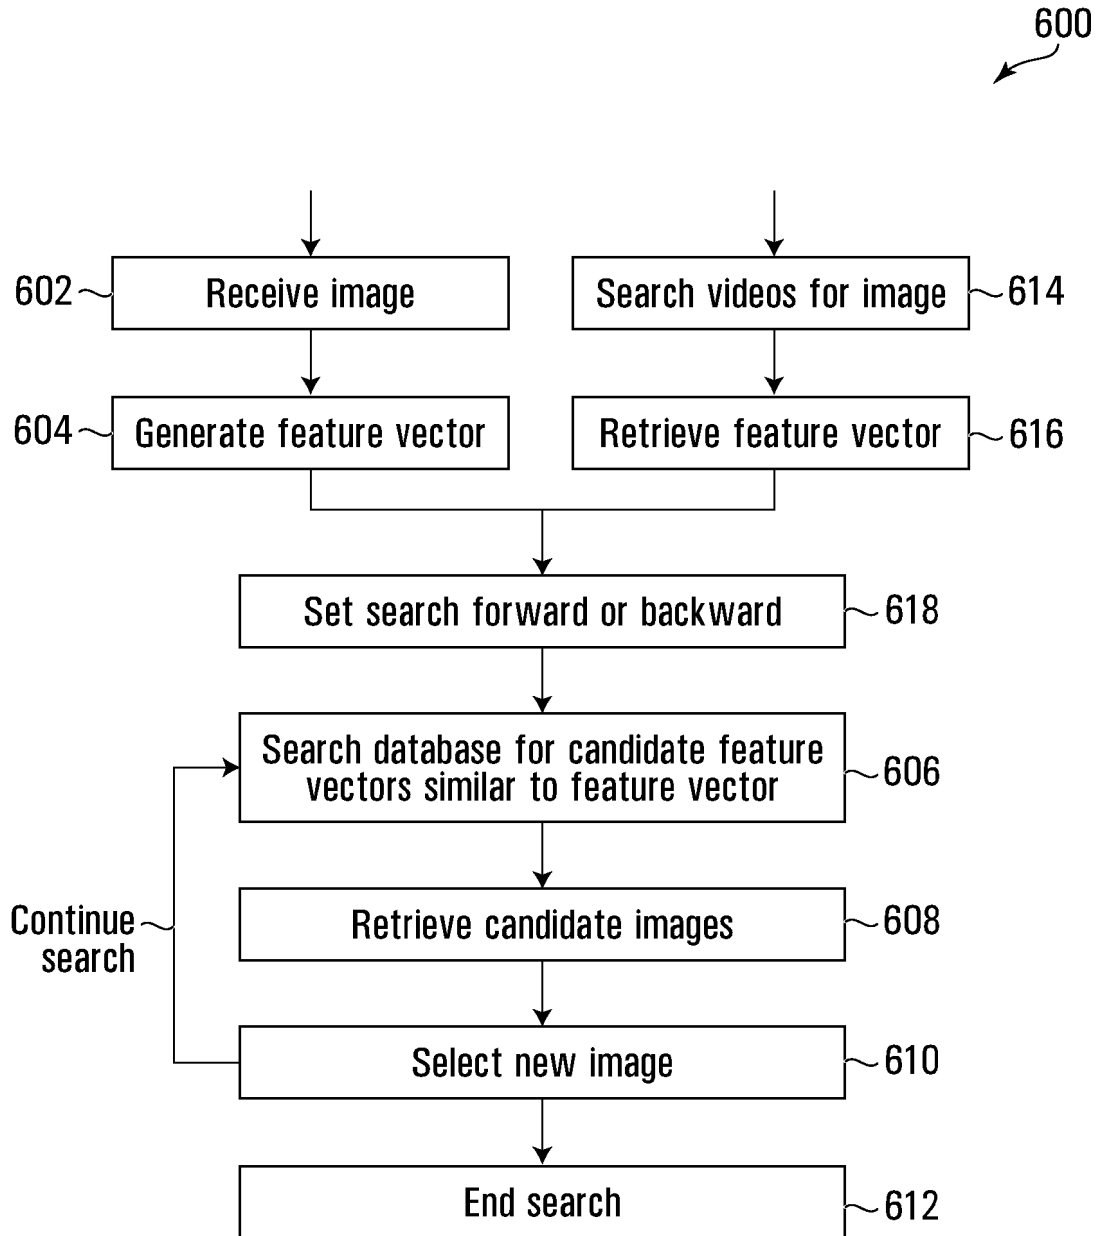 600
602
Receive image
Search videos for image
614
604
Generate feature vector
Retrieve feature vector
616
Set search forward or backward
618
Search database for candidate feature
vectors similar to feature vector
606
Continue
search
Retrieve candidate images
608
Select new image
610
End search
612